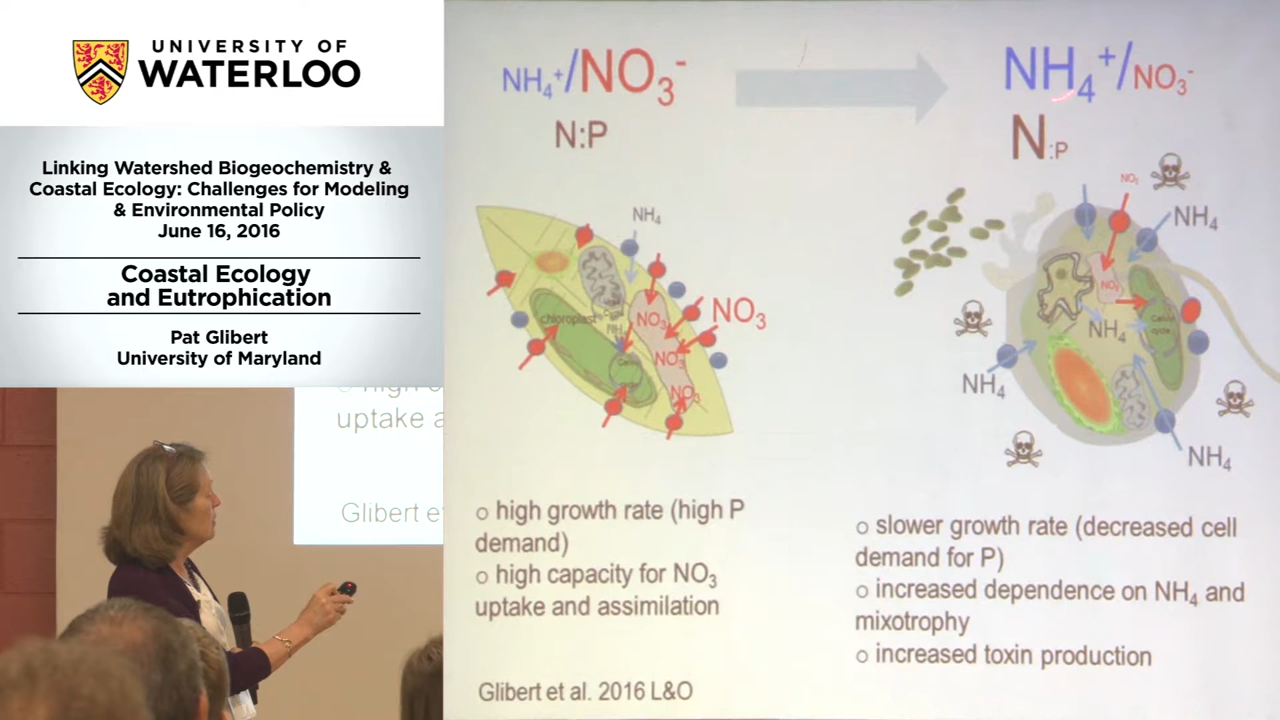 UNIVERSITY OF
WATERLOO
Linking Watershed Biogeochemistry &
Coastal Ecology: Challenges for Modeling
& Environmental Policy
June 16, 2016
Coastal Ecology
and Eutrophication
Pat Glibert
University of Maryland
uptake a
Glibert e
NH₄⁺/NO₃⁻
N:P
NH₄⁺/NO₃⁻
N:P
NH₄
chloroplast
NO₃
NO₃
NO₃
NO₃
NH₄
NH₄
NH₄
NH₄
o high growth rate (high P
demand)
o high capacity for NO₃
uptake and assimilation
o slower growth rate (decreased cell
demand for P)
o increased dependence on NH₄ and
mixotrophy
o increased toxin production
Glibert et al. 2016 L&O